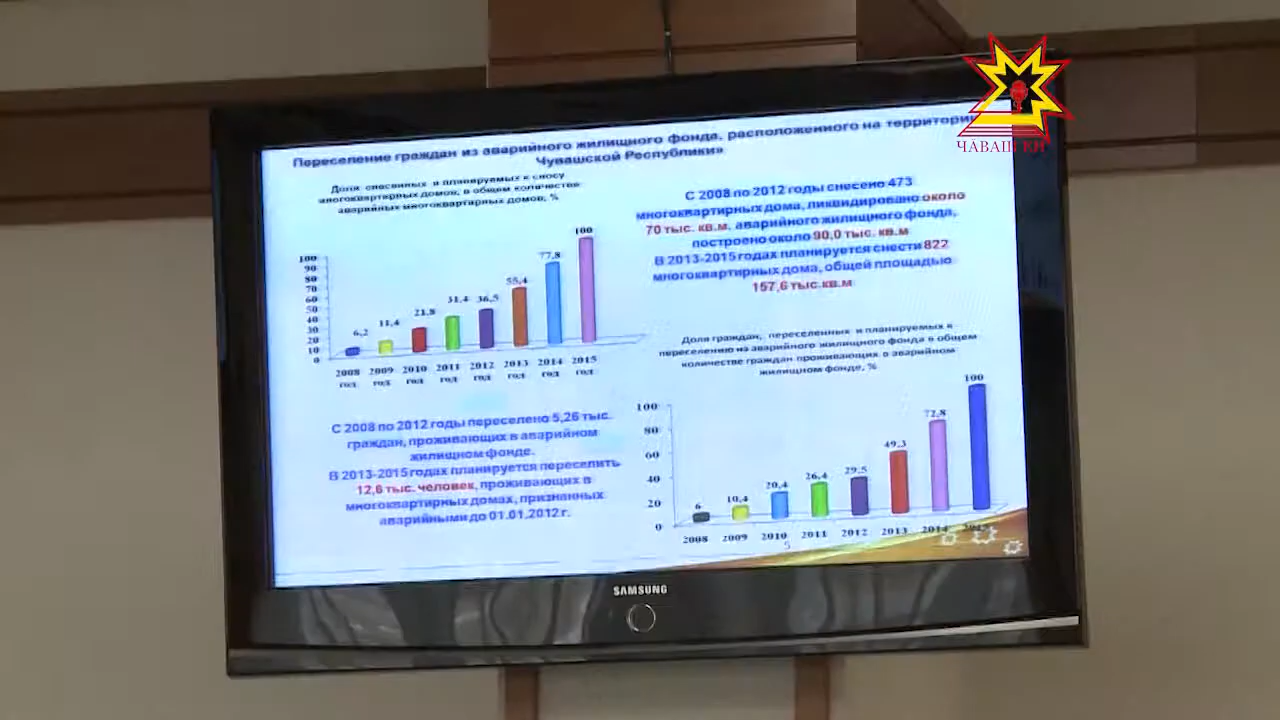 ЧӐВАШ ЕН
Переселение граждан из аварийного жилищного фонда, расположенного на территории
Чувашской Республики»
Доля снесенных и планируемых к сносу
многоквартирных домов, в общем количестве
аварийных многоквартирных домов, %
100
90
80
70
60
50
40
30
20
10
0
6,2
11,4
21,8
31,4
36,5
55,4
77,8
100
2008 2009 2010 2011 2012 2013 2014 2015
год год год год год год год год
С 2008 по 2012 годы снесено 473
многоквартирных дома, ликвидировано около
70 тыс. кв.м. аварийного жилищного фонда,
построено около 90,0 тыс. кв.м
В 2013-2015 годах планируется снести 822
многоквартирных дома, общей площадью
157,6 тыс.кв.м
С 2008 по 2012 годы переселено 5,26 тыс.
граждан, проживающих в аварийном
жилищном фонде.
В 2013-2015 годах планируется переселить
12,6 тыс. человек, проживающих в
многоквартирных домах, признанных
аварийными до 01.01.2012 г.
Доля граждан, переселенных и планируемых к
переселению из аварийного жилищного фонда в общем
количестве граждан проживающих в аварийном
жилищном фонде, %
100
80
60
40
20
0
6
10,4
20,4
26,4
29,5
49,3
72,8
100
2008 2009 2010 2011 2012 2013 2014 2015
5
SAMSUNG